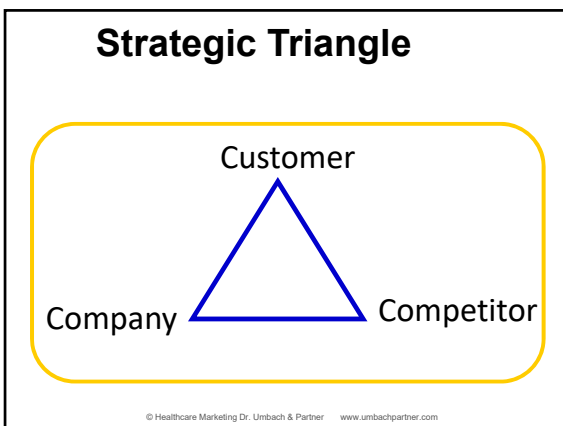 Strategic Triangle
Customer
Company
Competitor
© Healthcare Marketing Dr. Umbach & Partner www.umbachpartner.com